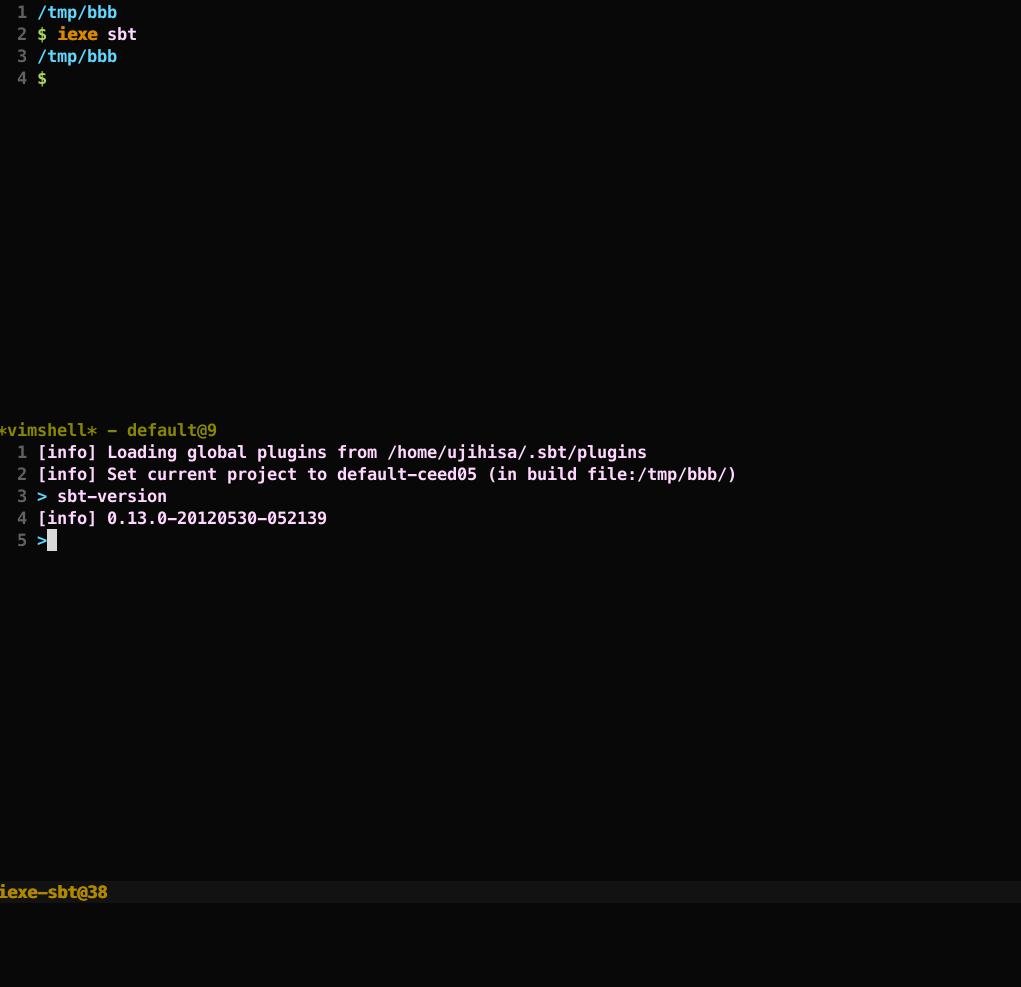 1 /tmp/bbb
2 $ iexe sbt
3 /tmp/bbb
4 $
*vimshell* - default@9
1 [info] Loading global plugins from /home/ujihisa/.sbt/plugins
2 [info] Set current project to default-ceed05 (in build file:/tmp/bbb/)
3 > sbt-version
4 [info] 0.13.0-20120530-052139
5 >
iexe-sbt@38